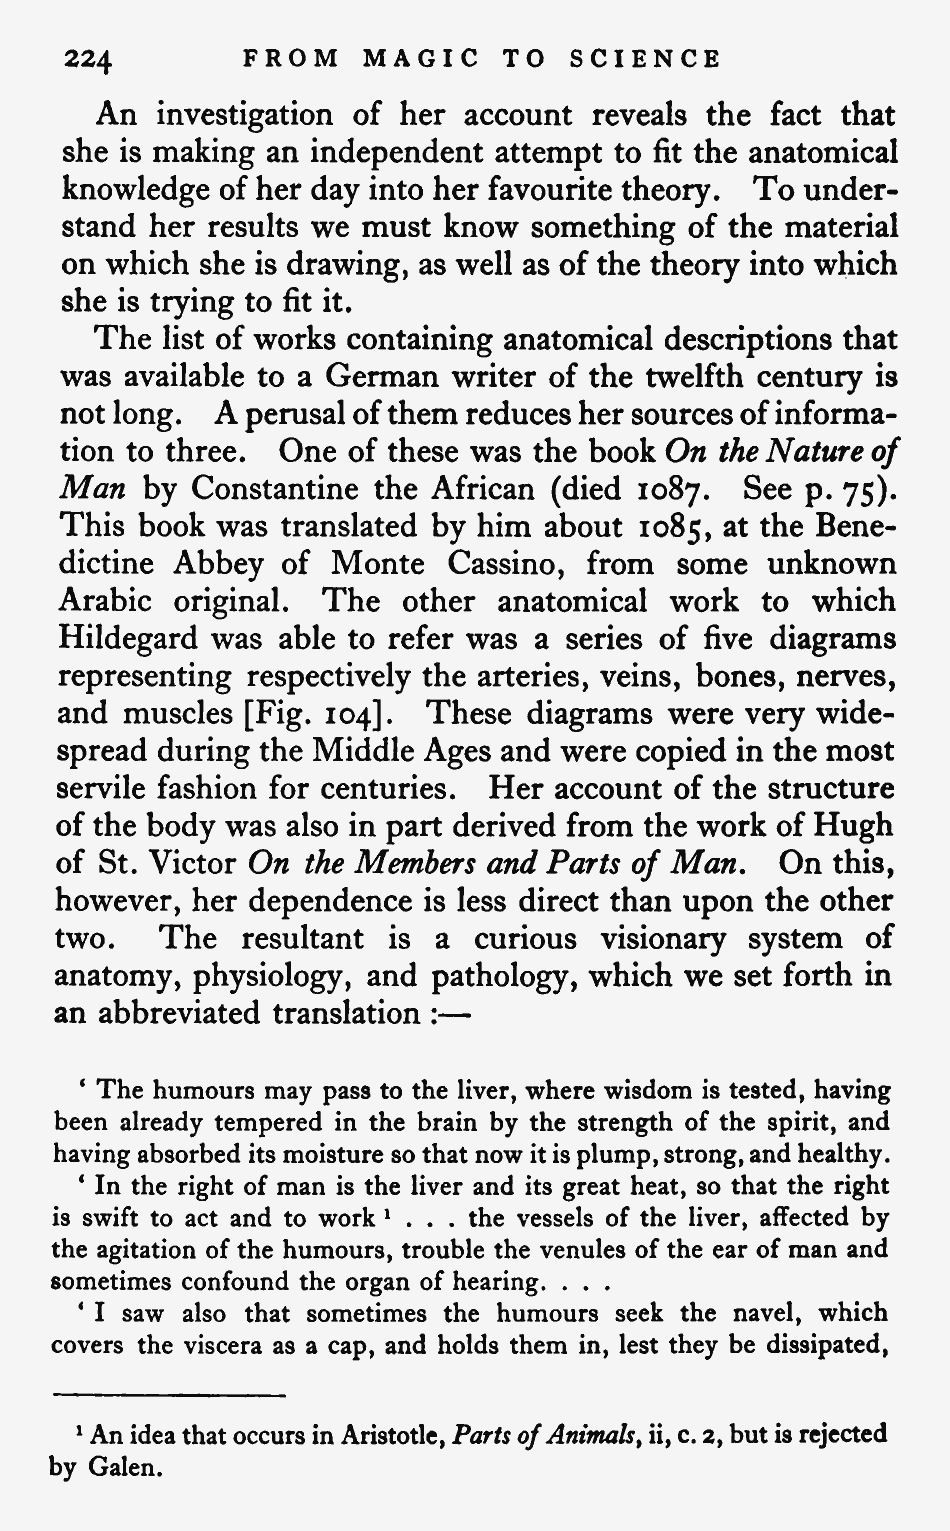 224 FROM MAGIC TO SCIENCE
An investigation of her account reveals the fact that
she is making an independent attempt to fit the anatomical
knowledge of her day into her favourite theory. To under-
stand her results we must know something of the material
on which she is drawing, as well as of the theory into which
she is trying to fit it.
The list of works containing anatomical descriptions that
was available to a German writer of the twelfth century is
not long. A perusal of them reduces her sources of informa-
tion to three. One of these was the book On the Nature of
Man by Constantine the African (died 1087. See p. 75).
This book was translated by him about 1085, at the Bene-
dictine Abbey of Monte Cassino, from some unknown
Arabic original. The other anatomical work to which
Hildegard was able to refer was a series of five diagrams
representing respectively the arteries, veins, bones, nerves,
and muscles [Fig. 104]. These diagrams were very wide-
spread during the Middle Ages and were copied in the most
servile fashion for centuries. Her account of the structure
of the body was also in part derived from the work of Hugh
of St. Victor On the Members and Parts of Man. On this,
however, her dependence is less direct than upon the other
two. The resultant is a curious visionary system of
anatomy, physiology, and pathology, which we set forth in
an abbreviated translation :—
‘ The humours may pass to the liver, where wisdom is tested, having
been already tempered in the brain by the strength of the spirit, and
having absorbed its moisture so that now it is plump, strong, and healthy.
‘ In the right of man is the liver and its great heat, so that the right
is swift to act and to work ¹ . . . the vessels of the liver, affected by
the agitation of the humours, trouble the venules of the ear of man and
sometimes confound the organ of hearing. . . .
‘ I saw also that sometimes the humours seek the navel, which
covers the viscera as a cap, and holds them in, lest they be dissipated,
¹ An idea that occurs in Aristotle, Parts of Animals, ii, c. 2, but is rejected
by Galen.